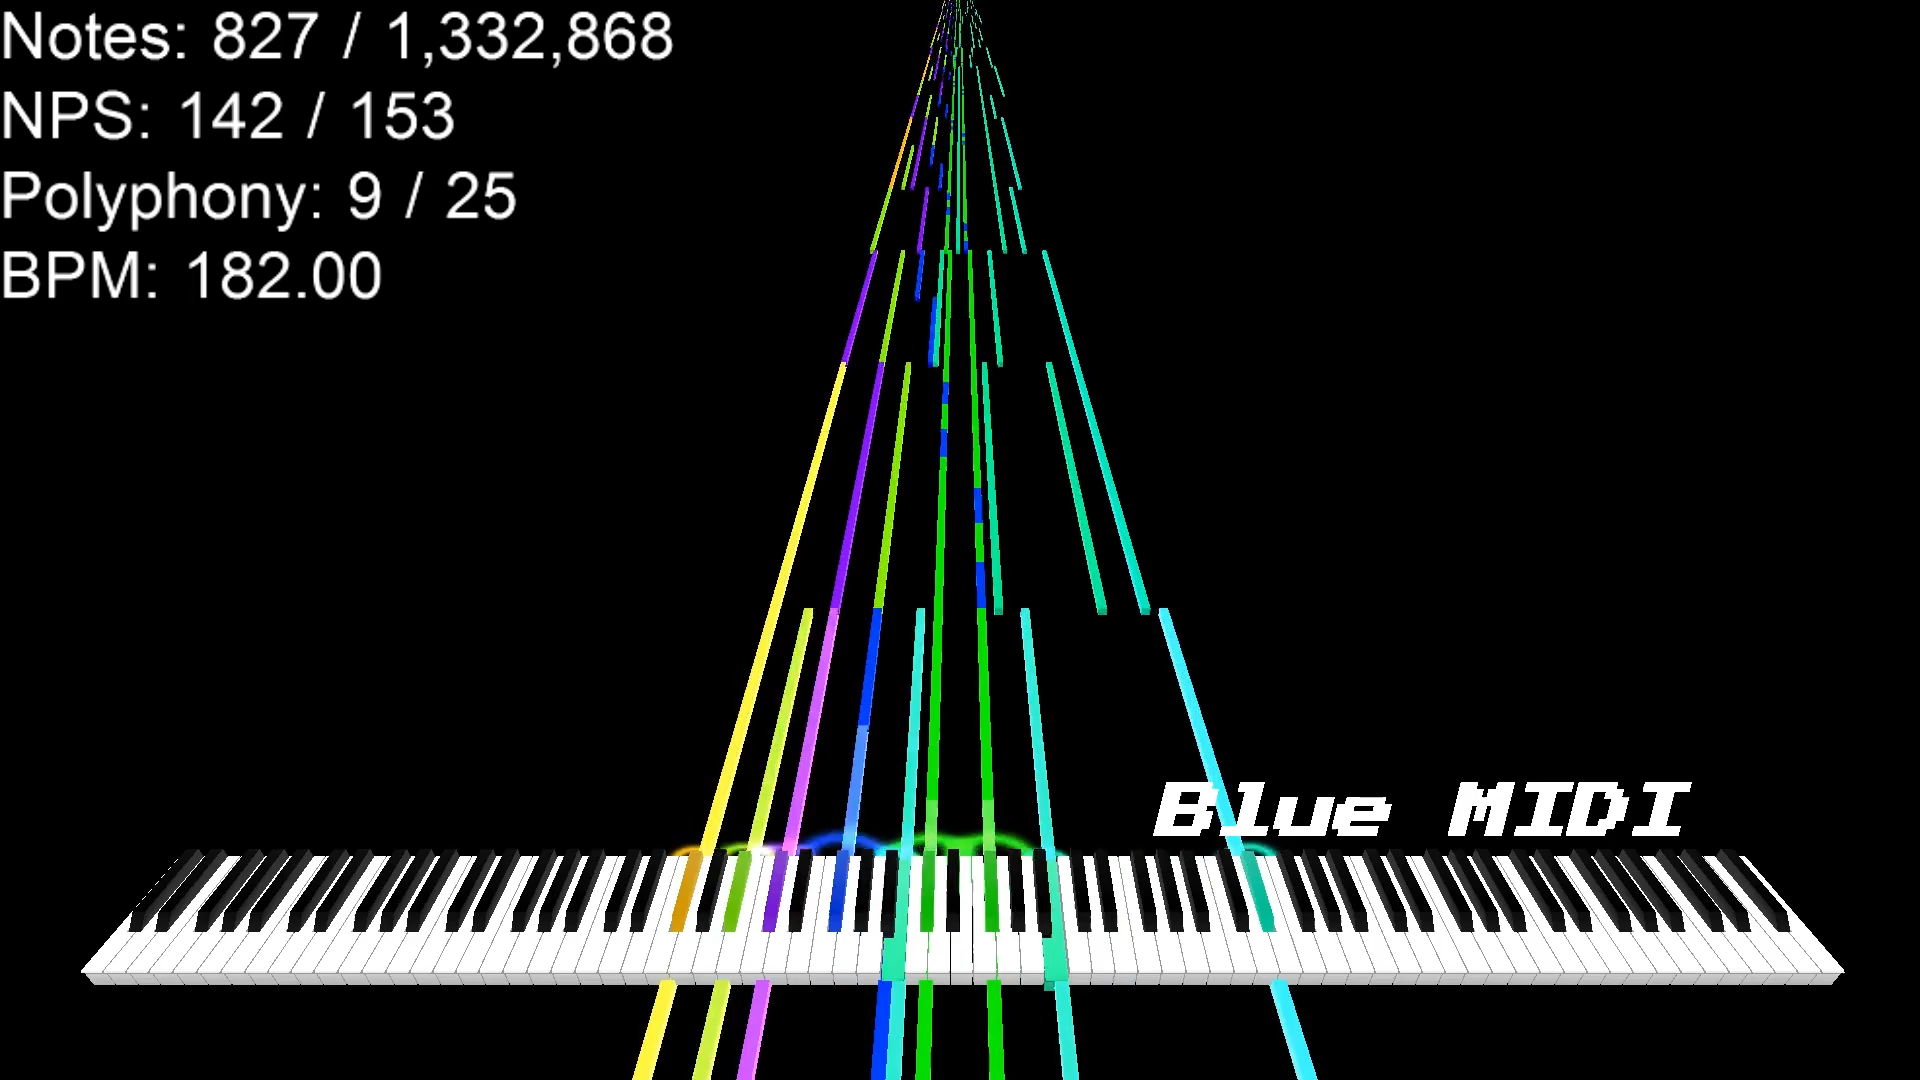 Notes: 827 / 1,332,868
NPS: 142 / 153
Polyphony: 9 / 25
BPM: 182.00
Blue MIDI